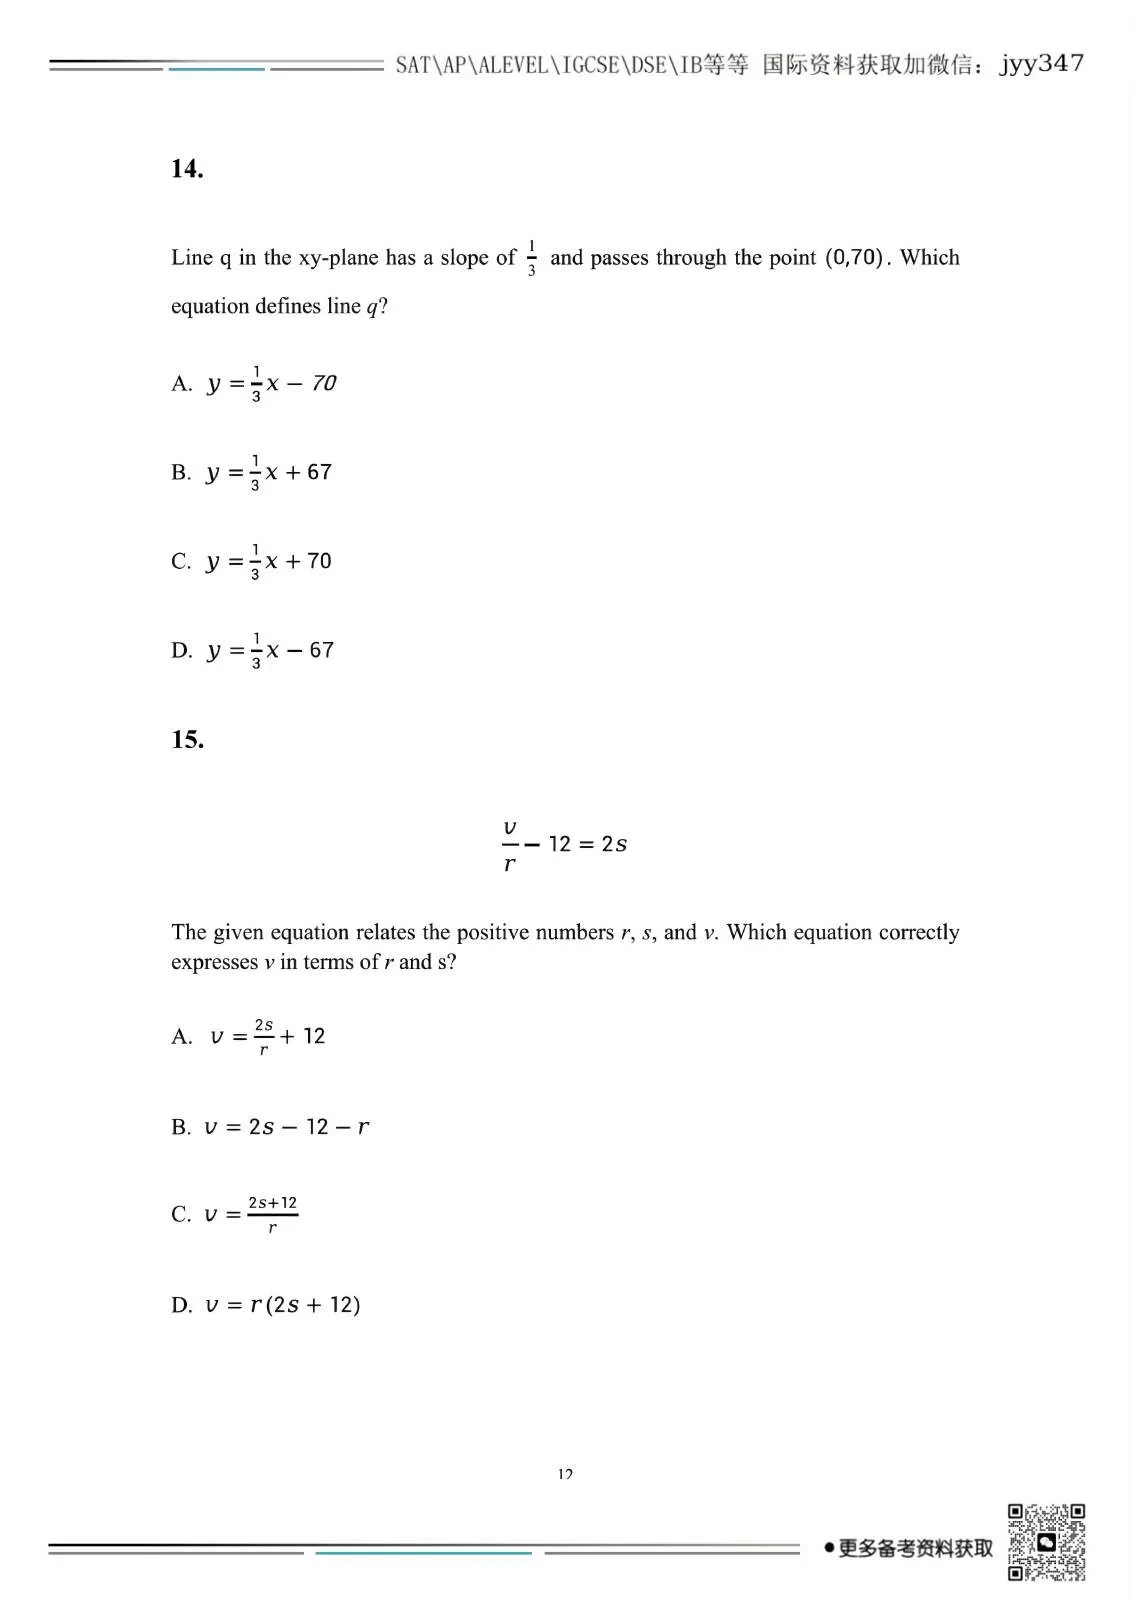 SAT\AP\ALEVEL\IGCSE\DSE\IB等等 国际资料获取加微信：jyy347
14.
Line q in the xy-plane has a slope of 1/3 and passes through the point (0,70). Which
equation defines line q?
A. y = 1/3 x − 70
B. y = 1/3 x + 67
C. y = 1/3 x + 70
D. y = 1/3 x − 67
15.
v/r − 12 = 2s
The given equation relates the positive numbers r, s, and v. Which equation correctly
expresses v in terms of r and s?
A. v = 2s/r + 12
B. v = 2s − 12 − r
C. v = (2s+12)/r
D. v = r(2s + 12)
12
●更多备考资料获取